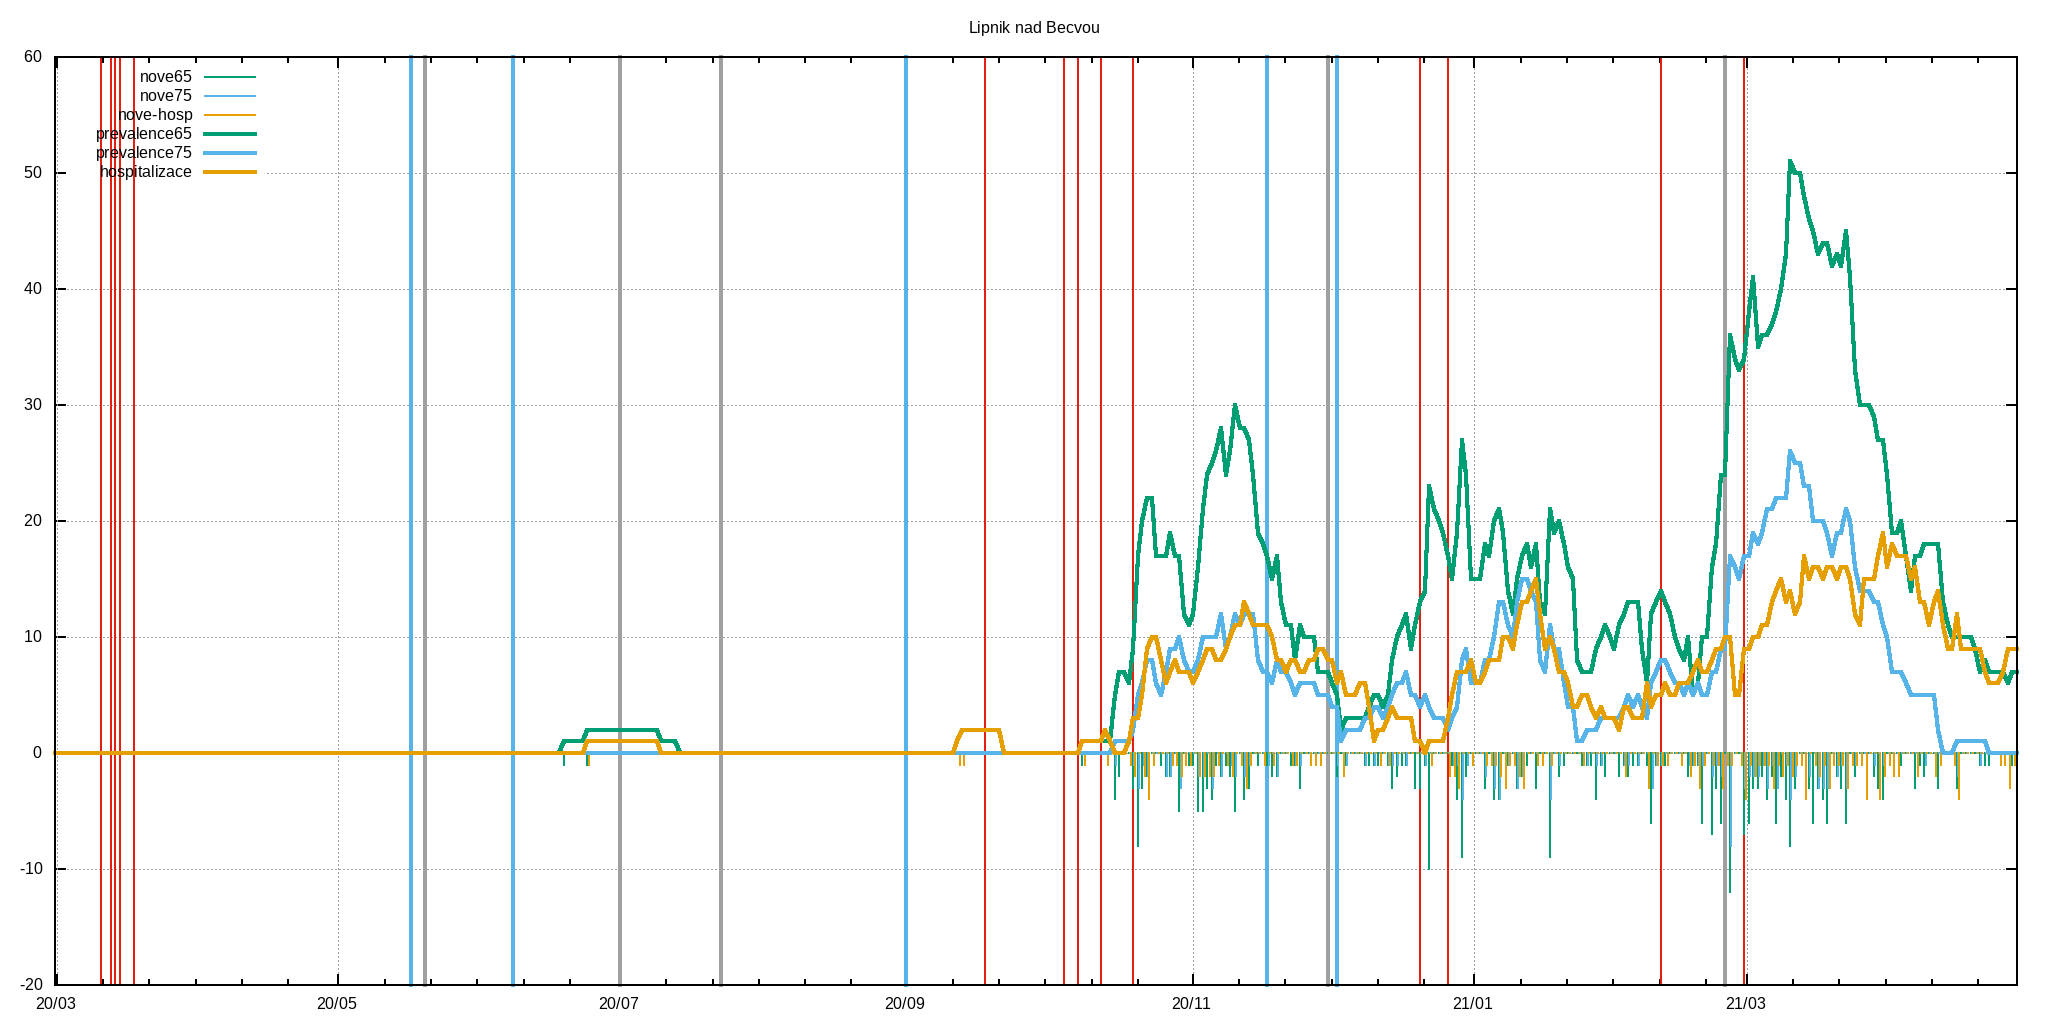 Lipnik nad Becvou
60
50
40
30
20
10
0
-10
-20
nove65
nove75
nove-hosp
prevalence65
prevalence75
hospitalizace
20/03 20/05 20/07 20/09 20/11 21/01 21/03